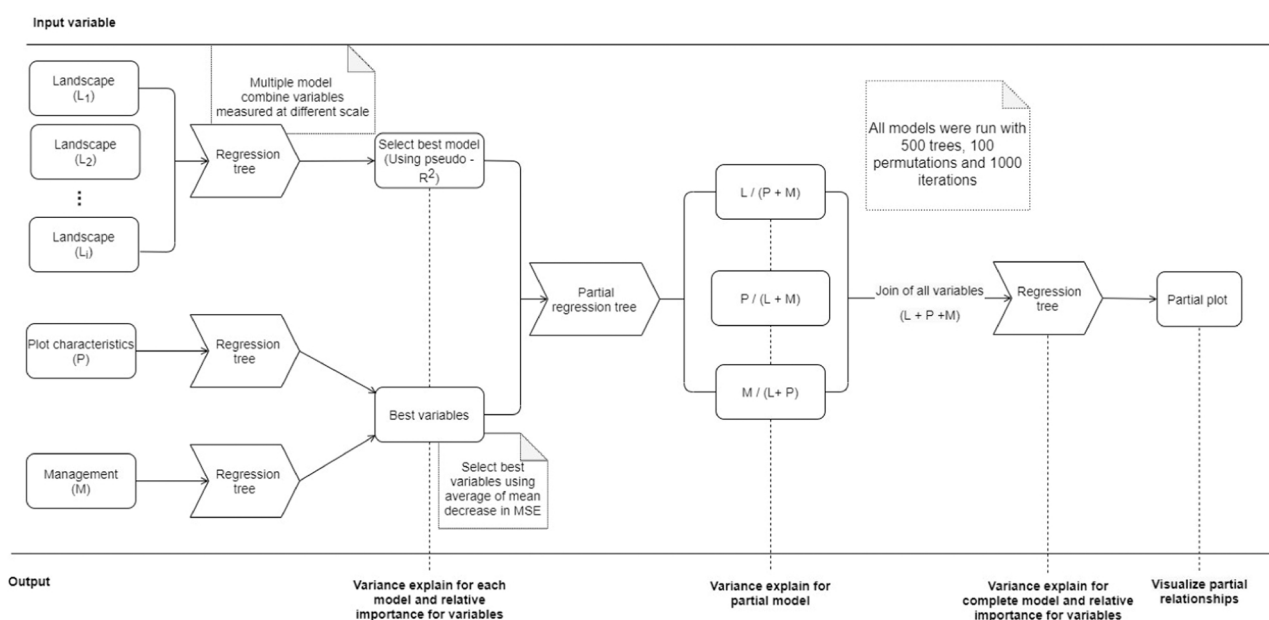 Input variable
Landscape
(L1)
Landscape
(L2)
⋮
Landscape
(Li)
Multiple model
combine variables
measured at different scale
Regression
tree
Select best model
(Using pseudo -
R2)
Plot characteristics
(P)
Regression
tree
Management
(M)
Regression
tree
Best variables
Select best
variables using
average of mean
decrease in MSE
Partial
regression tree
L / (P + M)
P / (L + M)
M / (L+ P)
All models were run with
500 trees, 100
permutations and 1000
iterations
Join of all variables
(L + P +M)
Regression
tree
Partial plot
Output
Variance explain for each
model and relative
importance for variables
Variance explain for
partial model
Variance explain for
complete model and relative
importance for variables
Visualize partial
relationships